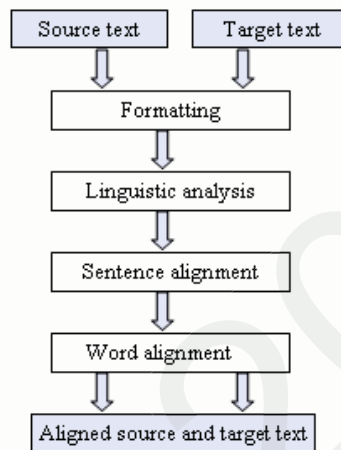 Source text
Target text
Formatting
Linguistic analysis
Sentence alignment
Word alignment
Aligned source and target text